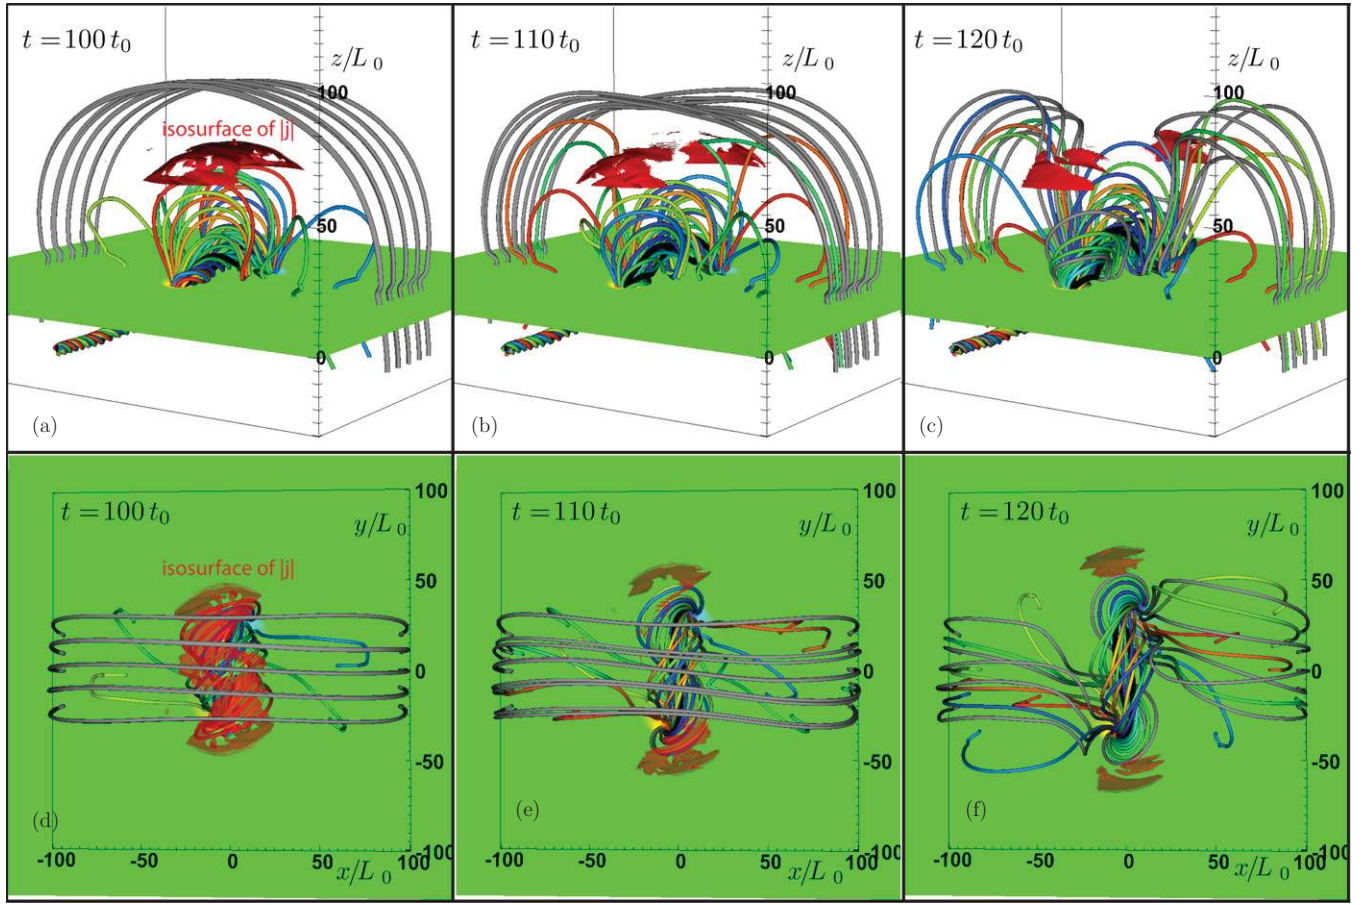 t = 100 t0
z/L0
100
isosurface of |j|
50
0
(a)
t = 110 t0
z/L0
100
50
0
(b)
t = 120 t0
z/L0
100
50
0
(c)
t = 100 t0
100
y/L0
isosurface of |j|
50
0
-50
(d)
-100
-100 -50 0 50 100
x/L0
t = 110 t0
100
y/L0
50
0
-50
(e)
-100
-100 -50 0 50 100
x/L0
t = 120 t0
100
y/L0
50
0
-50
(f)
-100
-100 -50 0 50 100
x/L0